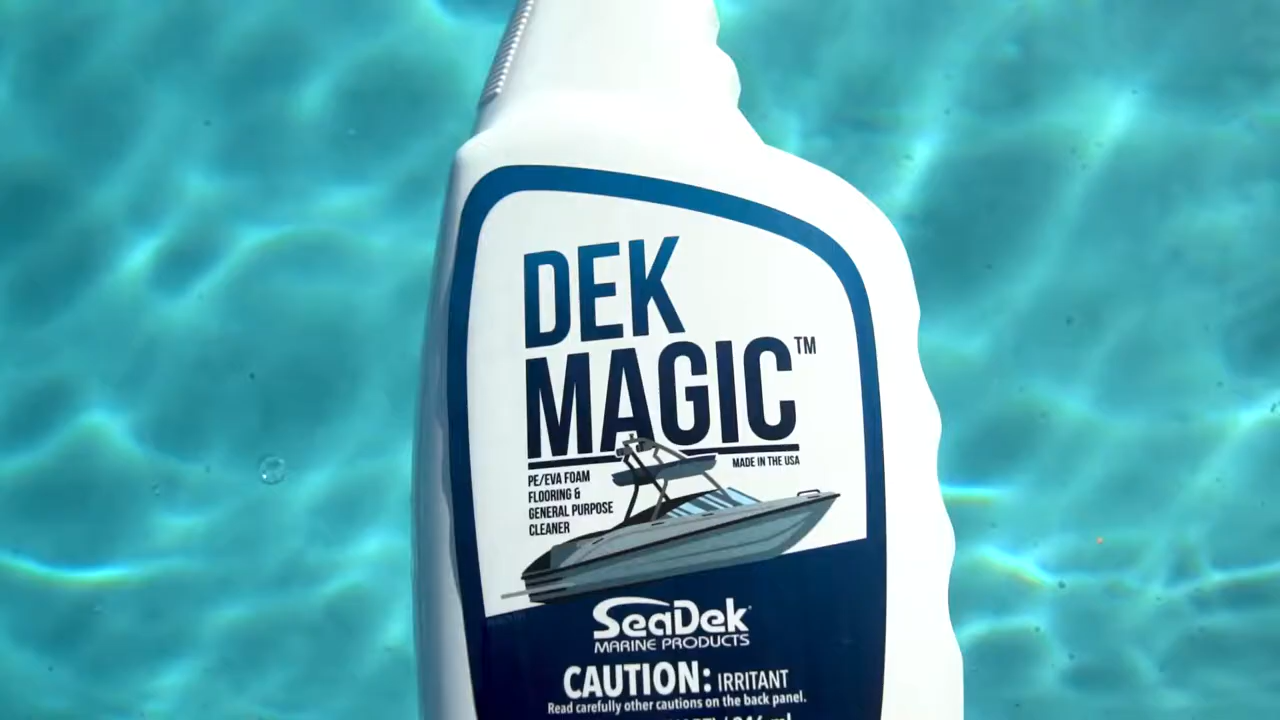 DEK
MAGIC™
PE/EVA FOAM
FLOORING &
GENERAL PURPOSE
CLEANER
MADE IN THE USA
SeaDek
MARINE PRODUCTS
CAUTION: IRRITANT
Read carefully other cautions on the back panel.